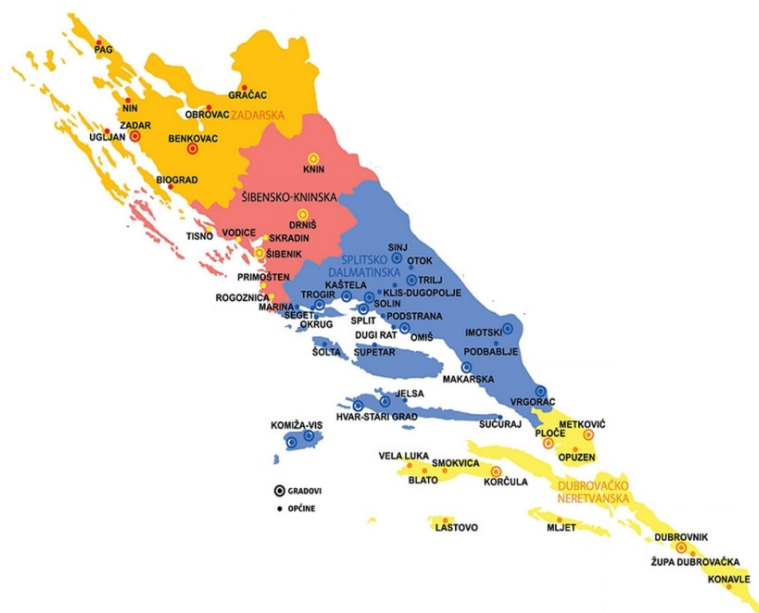 PAG
GRAČAC
NIN
OBROVAC
ZADARSKA
ZADAR
UGLJAN
BENKOVAC
BIOGRAD
KNIN
ŠIBENSKO-KNINSKA
DRNIŠ
TISNO
VODICE
SKRADIN
ŠIBENIK
PRIMOŠTEN
ROGOZNICA
SINJ
OTOK
SPLITSKO
DALMATINSKA
TRILJ
KAŠTELA
KLIS-DUGOPOLJE
TROGIR
SOLIN
MARINA
SEGET
OKRUG
SPLIT
PODSTRANA
DUGI RAT
OMIŠ
IMOTSKI
PODBABLJE
ŠOLTA
SUPETAR
MAKARSKA
VRGORAC
JELSA
HVAR-STARI GRAD
SUĆURAJ
KOMIŽA-VIS
METKOVIĆ
PLOČE
OPUZEN
VELA LUKA
SMOKVICA
BLATO
KORČULA
DUBROVAČKO
NERETVANSKA
GRADOVI
OPĆINE
LASTOVO
MLJET
DUBROVNIK
ŽUPA DUBROVAČKA
KONAVLE